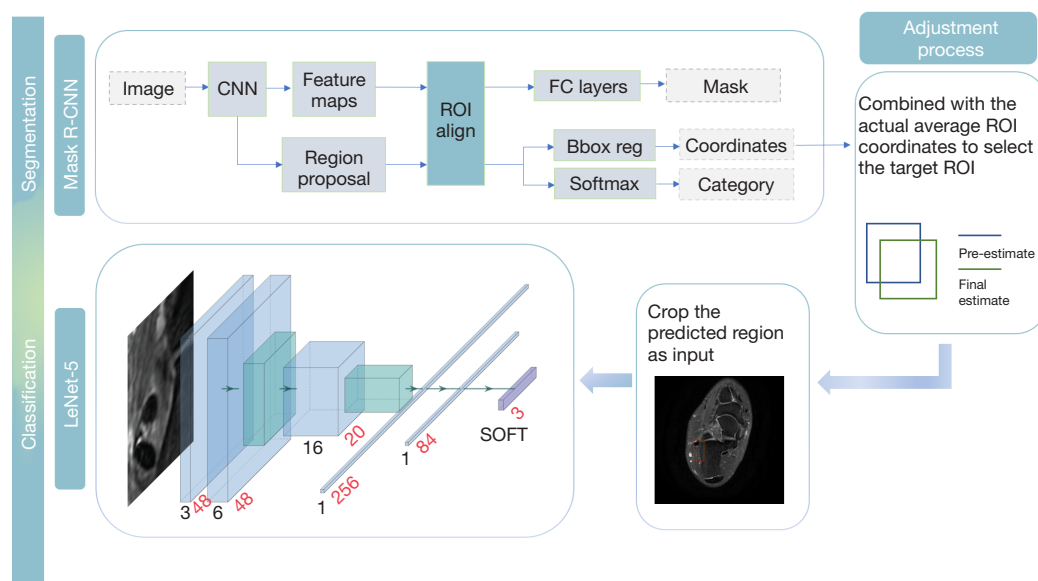 Segmentation
Mask R-CNN
Image
CNN
Feature
maps
Region
proposal
ROI
align
FC layers
Mask
Bbox reg
Coordinates
Softmax
Category
Adjustment
process
Combined with the
actual average ROI
coordinates to select
the target ROI
Pre-estimate
Final
estimate
Classification
LeNet-5
3
48
6
48
16
20
1
256
1
84
3
SOFT
Crop the
predicted region
as input